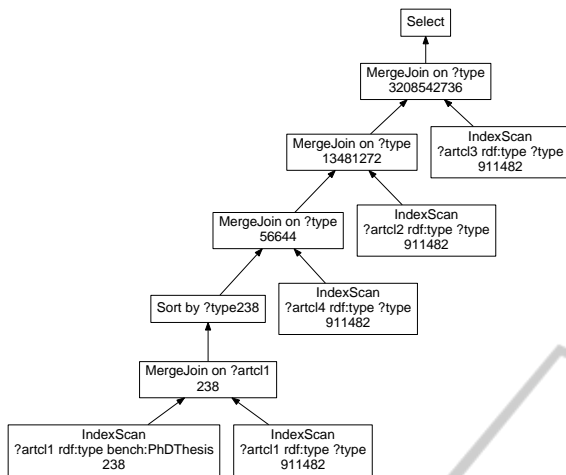 Select
MergeJoin on ?type
3208542736
MergeJoin on ?type
13481272
IndexScan
?artcl3 rdf:type ?type
911482
MergeJoin on ?type
56644
IndexScan
?artcl2 rdf:type ?type
911482
Sort by ?type238
IndexScan
?artcl4 rdf:type ?type
911482
MergeJoin on ?artcl1
238
IndexScan
?artcl1 rdf:type bench:PhDThesis
238
IndexScan
?artcl1 rdf:type ?type
911482